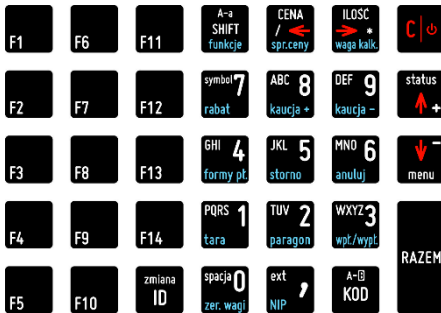 F1 F6 F11 A-a SHIFT funkcje CENA / spr.ceny ILOŚĆ * waga kalk. C
F2 F7 F12 symbol 7 rabat ABC 8 kaucja + DEF 9 kaucja - status +
F3 F8 F13 GHI 4 formy pł. JKL 5 storno MNO 6 anuluj - menu
F4 F9 F14 PQRS 1 tara TUV 2 paragon WXYZ 3 wpł./wypł. RAZEM
F5 F10 zmiana ID spacja 0 zer. wagi ext , NIP A-B KOD